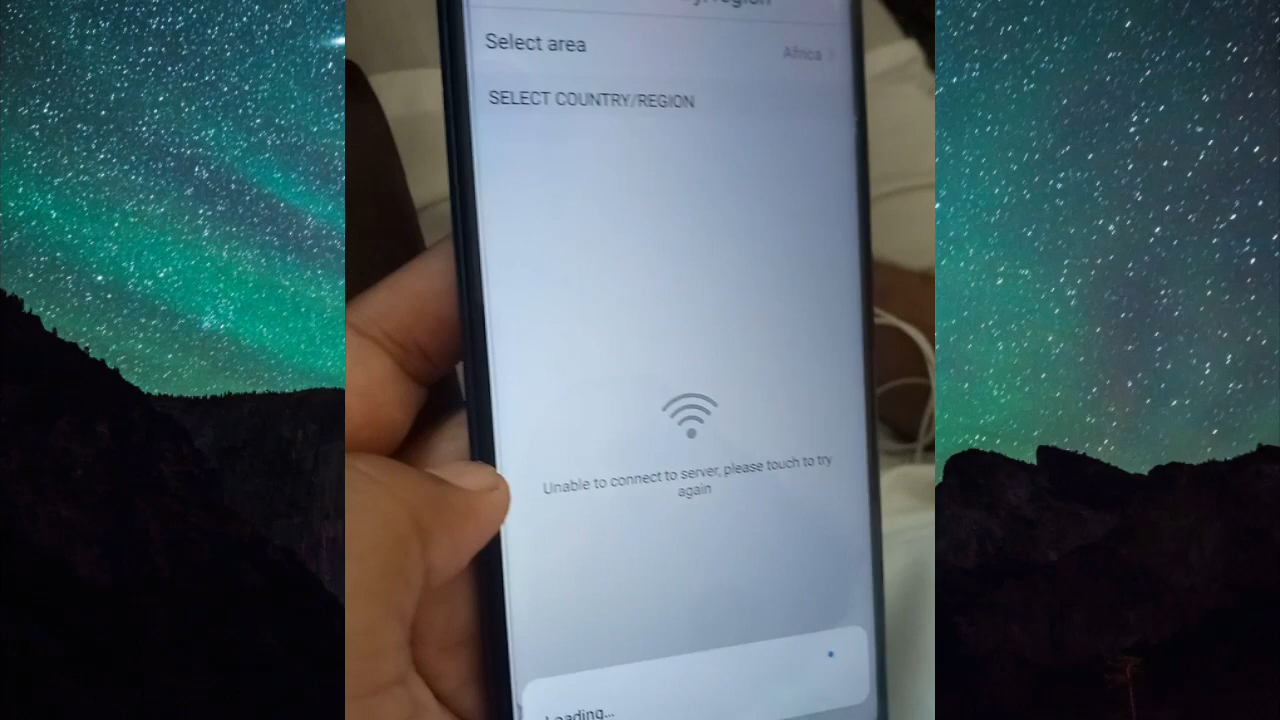 Select area
Africa
SELECT COUNTRY/REGION
Unable to connect to server, please touch to try
again
Loading...